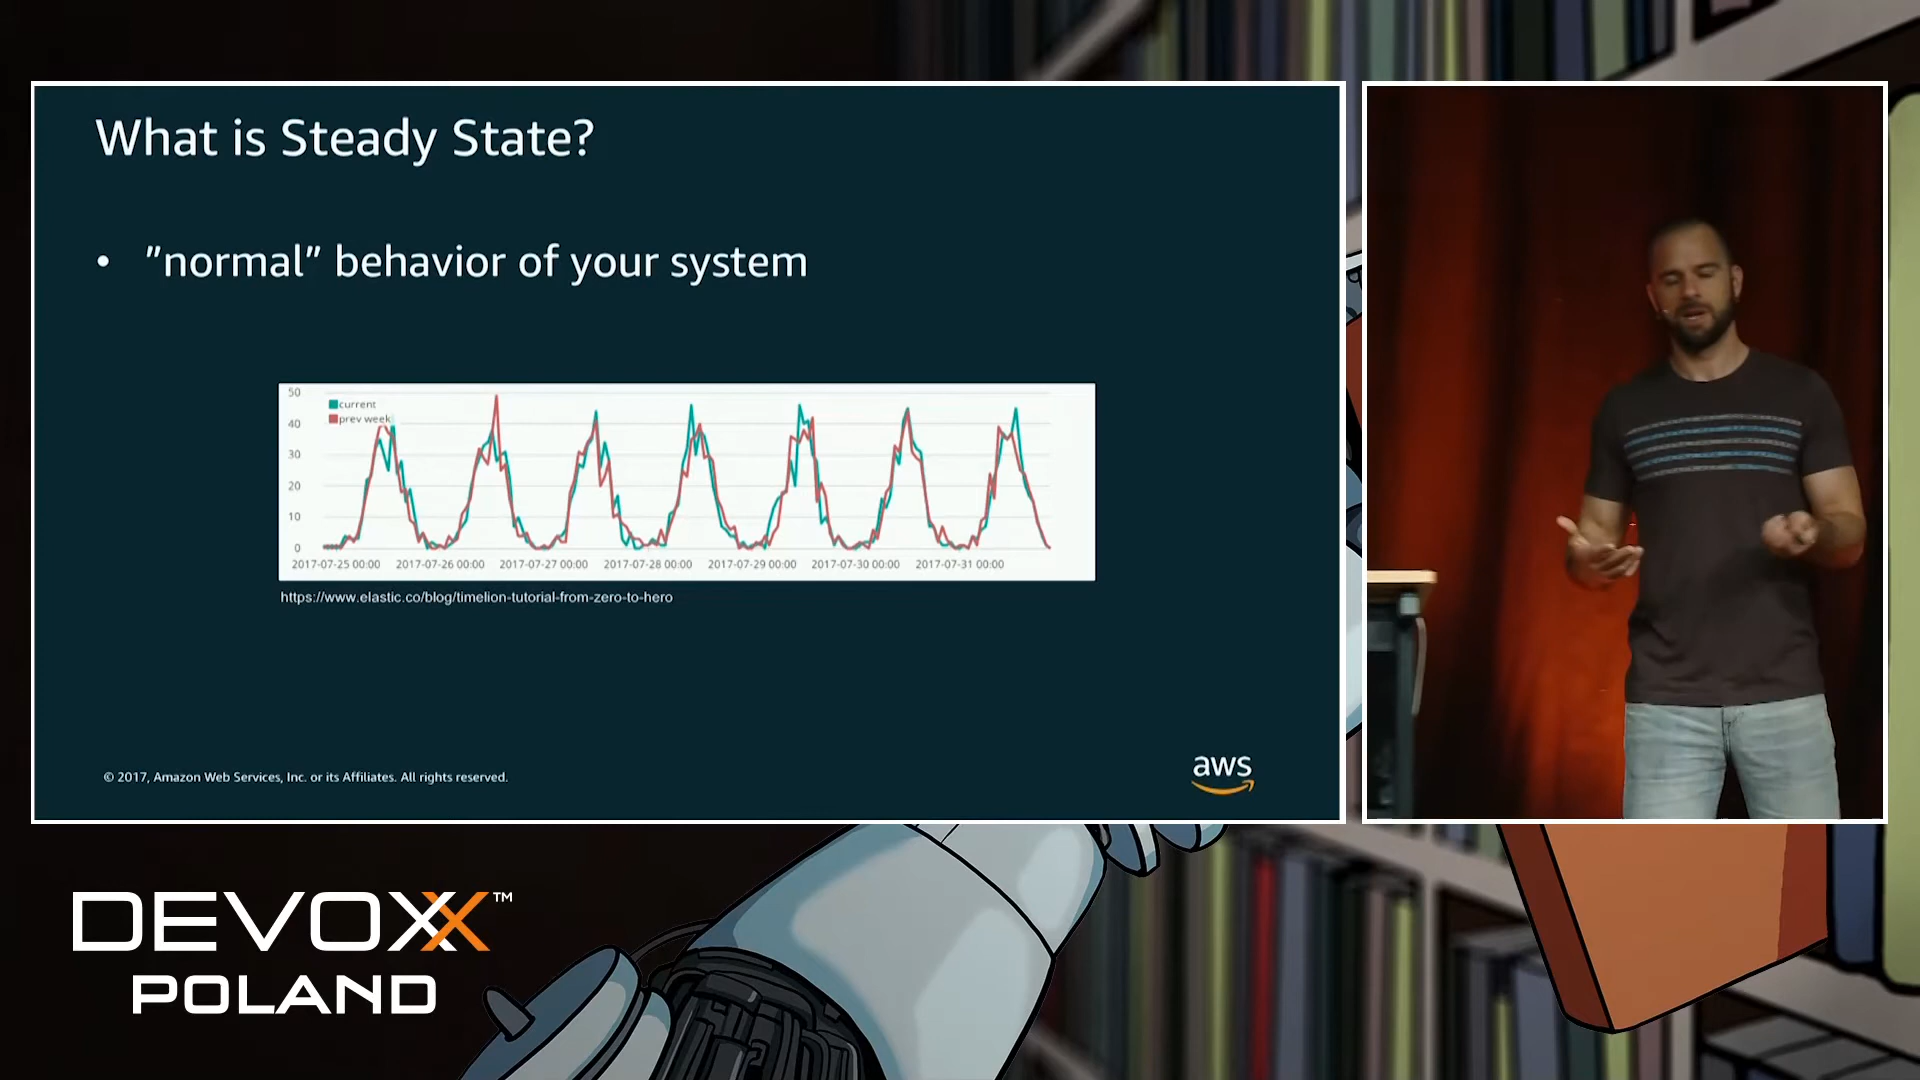 What is Steady State?
• ”normal” behavior of your system
50
40
30
20
10
0
current
prev week
2017-07-25 00:00 2017-07-26 00:00 2017-07-27 00:00 2017-07-28 00:00 2017-07-29 00:00 2017-07-30 00:00 2017-07-31 00:00
https://www.elastic.co/blog/timelion-tutorial-from-zero-to-hero
© 2017, Amazon Web Services, Inc. or its Affiliates. All rights reserved.
aws
DEVOXX™
POLAND